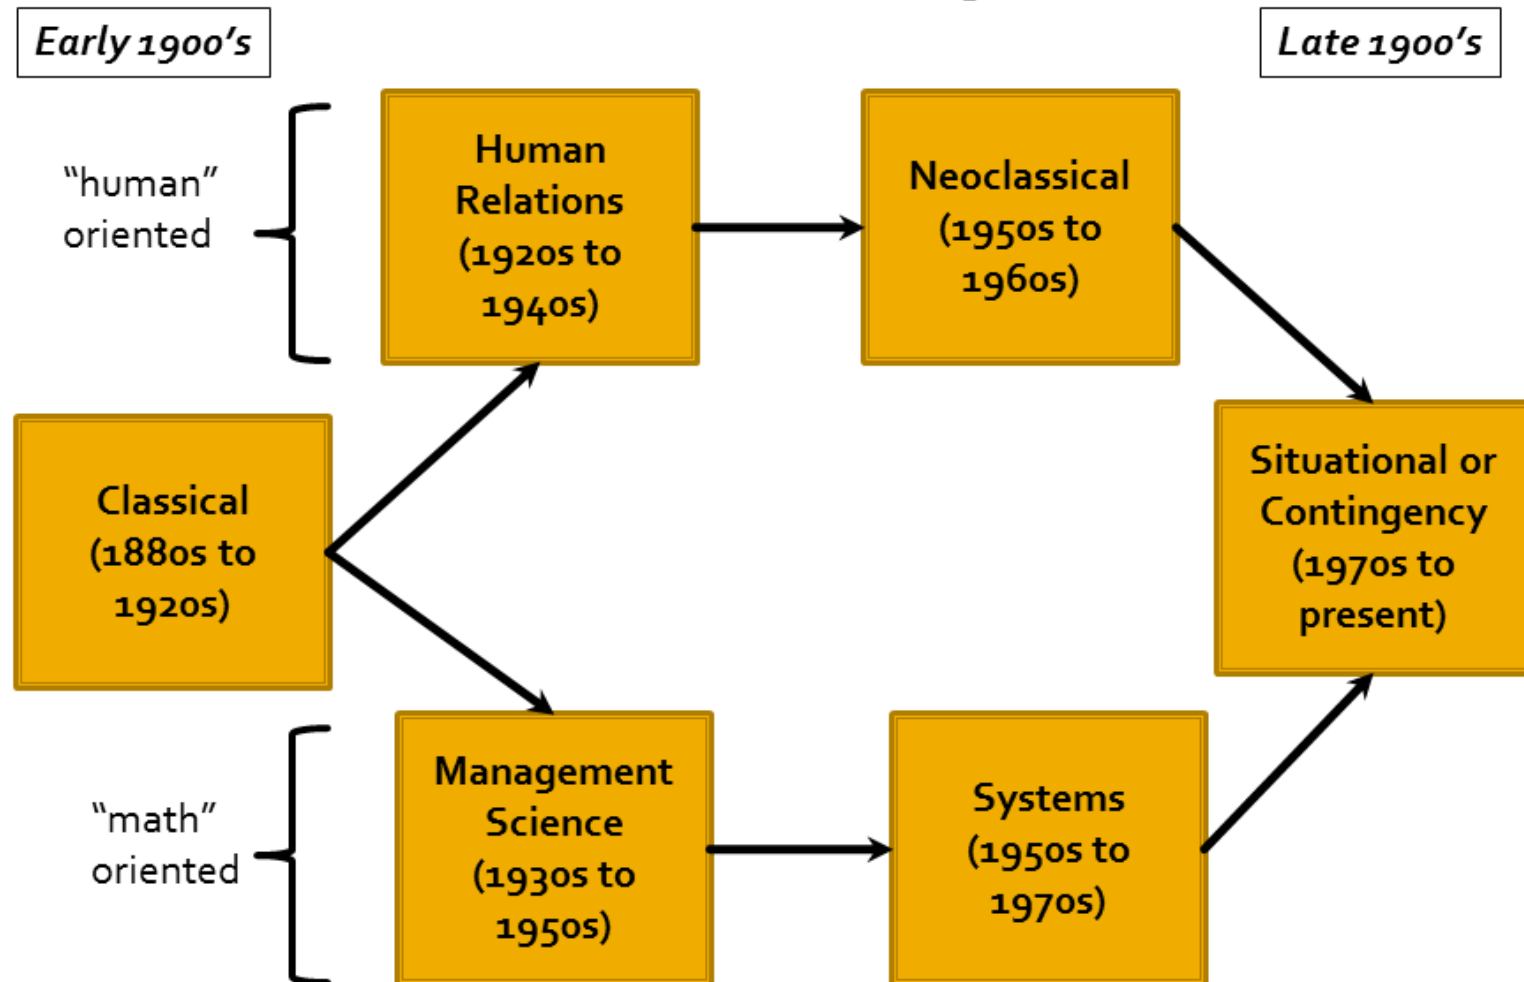 Early 1900's
Late 1900's
"human"
oriented
Human
Relations
(1920s to
1940s)
Neoclassical
(1950s to
1960s)
Classical
(1880s to
1920s)
Situational or
Contingency
(1970s to
present)
"math"
oriented
Management
Science
(1930s to
1950s)
Systems
(1950s to
1970s)